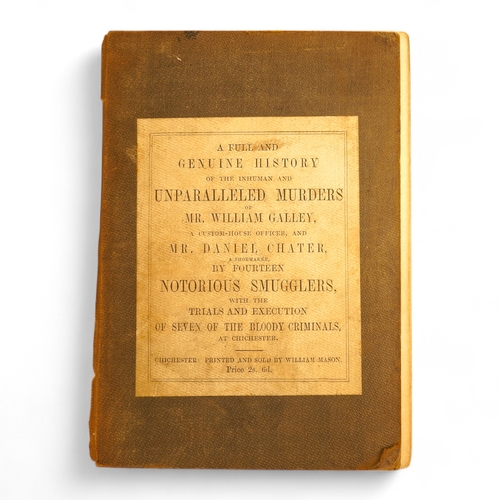 A FULL AND
GENUINE HISTORY
OF THE INHUMAN AND
UNPARALLELED MURDERS
OF
MR. WILLIAM GALLEY,
A CUSTOM-HOUSE OFFICER, AND
MR. DANIEL CHATER,
A SHOEMAKER,
BY FOURTEEN
NOTORIOUS SMUGGLERS,
WITH THE
TRIALS AND EXECUTION
OF SEVEN OF THE BLOODY CRIMINALS,
AT CHICHESTER.
CHICHESTER: PRINTED AND SOLD BY WILLIAM MASON.
Price 2s. 6d.